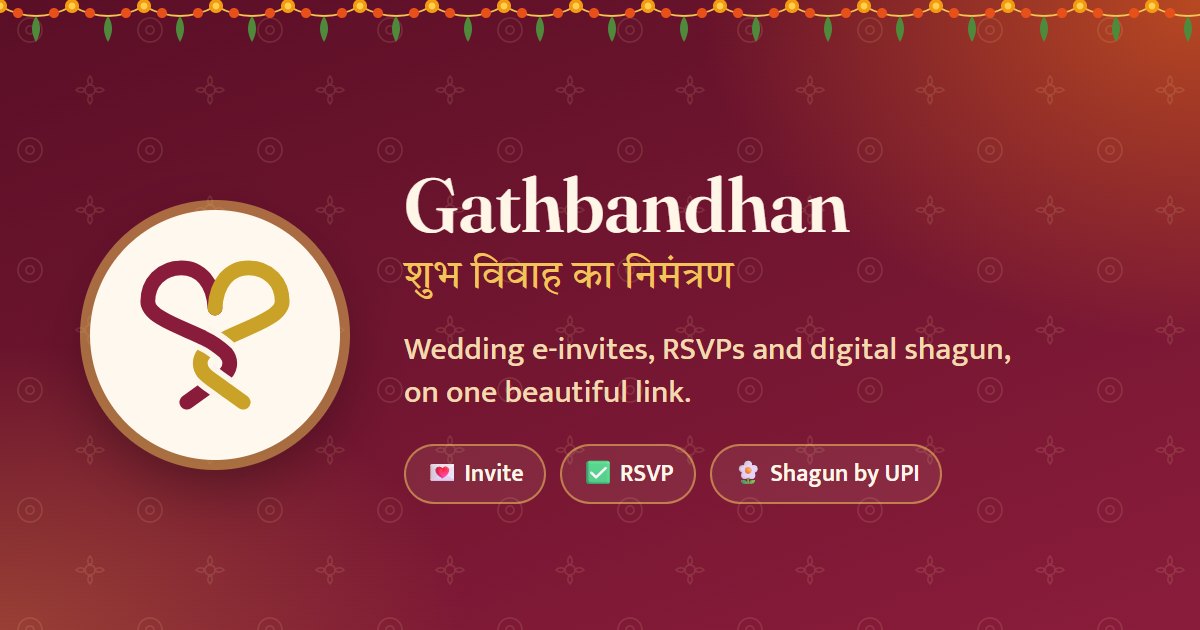 Gathbandhan
शुभ विवाह का निमंत्रण
Wedding e-invites, RSVPs and digital shagun,
on one beautiful link.
Invite
RSVP
Shagun by UPI